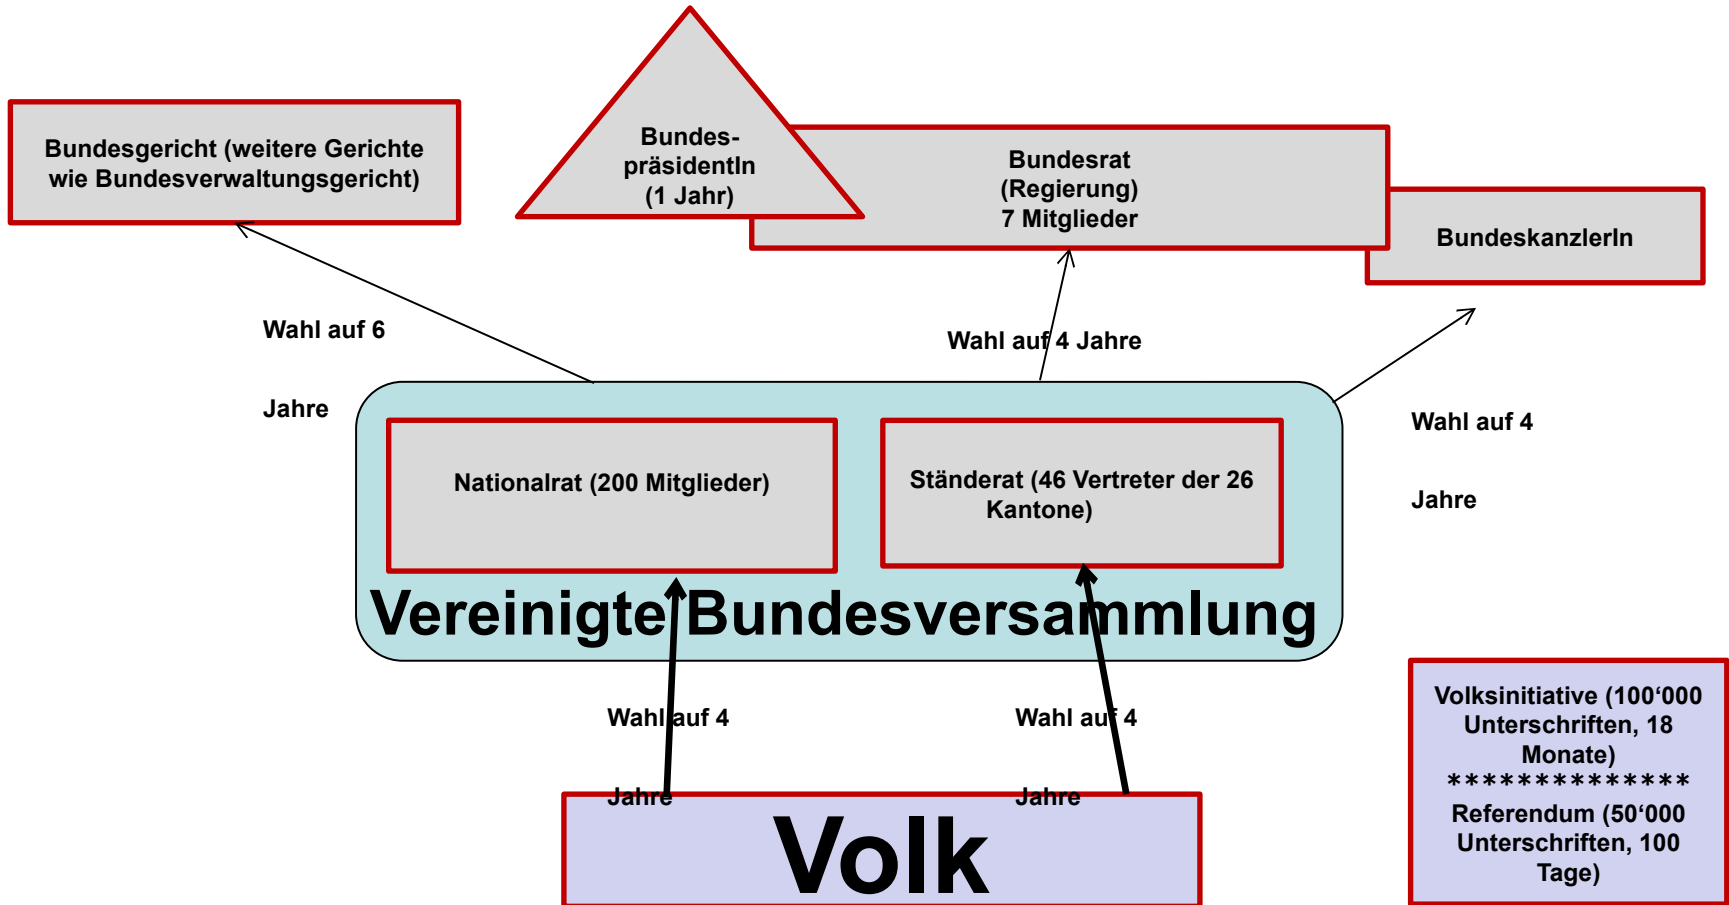 Bundes-
präsidentIn
(1 Jahr)
Bundesgericht (weitere Gerichte
wie Bundesverwaltungsgericht)
Bundesrat
(Regierung)
7 Mitglieder
BundeskanzlerIn
Wahl auf 6
Jahre
Wahl auf 4 Jahre
Wahl auf 4
Jahre
Nationalrat (200 Mitglieder)
Ständerat (46 Vertreter der 26
Kantone)
Vereinigte Bundesversammlung
Wahl auf 4
Jahre
Wahl auf 4
Jahre
Volk
Volksinitiative (100‘000
Unterschriften, 18
Monate)
**************
Referendum (50‘000
Unterschriften, 100
Tage)